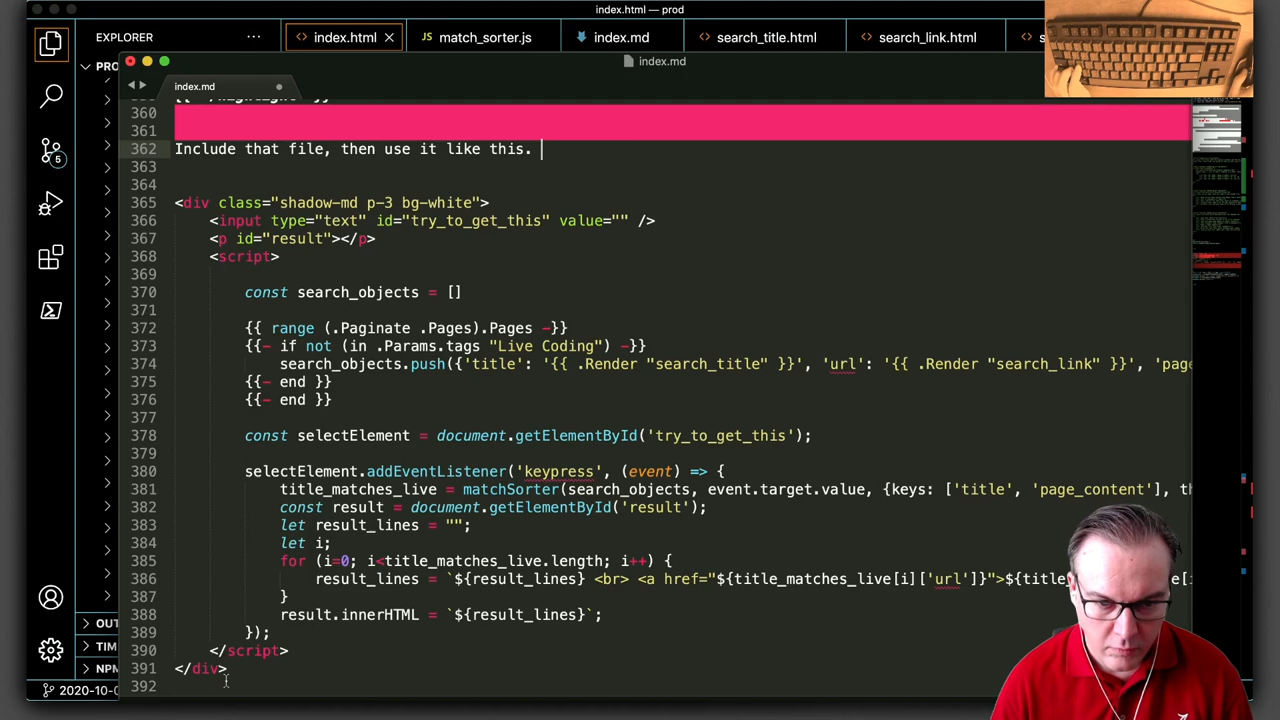 index.html — prod
EXPLORER ...
index.html
match_sorter.js
index.md
search_title.html
search_link.html
PRO
index.md
index.md
360
361
362 Include that file, then use it like this.
363
364
365 <div class="shadow-md p-3 bg-white">
366 <input type="text" id="try_to_get_this" value="" />
367 <p id="result"></p>
368 <script>
369
370 const search_objects = []
371
372 {{ range (.Paginate .Pages).Pages -}}
373 {{- if not (in .Params.tags "Live Coding") -}}
374 search_objects.push({'title': '{{ .Render "search_title" }}', 'url': '{{ .Render "search_link" }}', 'page
375 {{- end }}
376 {{- end }}
377
378 const selectElement = document.getElementById('try_to_get_this');
379
380 selectElement.addEventListener('keypress', (event) => {
381 title_matches_live = matchSorter(search_objects, event.target.value, {keys: ['title', 'page_content'], th
382 const result = document.getElementById('result');
383 let result_lines = "";
384 let i;
385 for (i=0; i<title_matches_live.length; i++) {
386 result_lines = `${result_lines} <br> <a href="${title_matches_live[i]['url']}">${title
387 }
388 result.innerHTML = `${result_lines}`;
389 });
390 </script>
391 </div>
392
5
OUT
TIM
NPM
2020-10-0